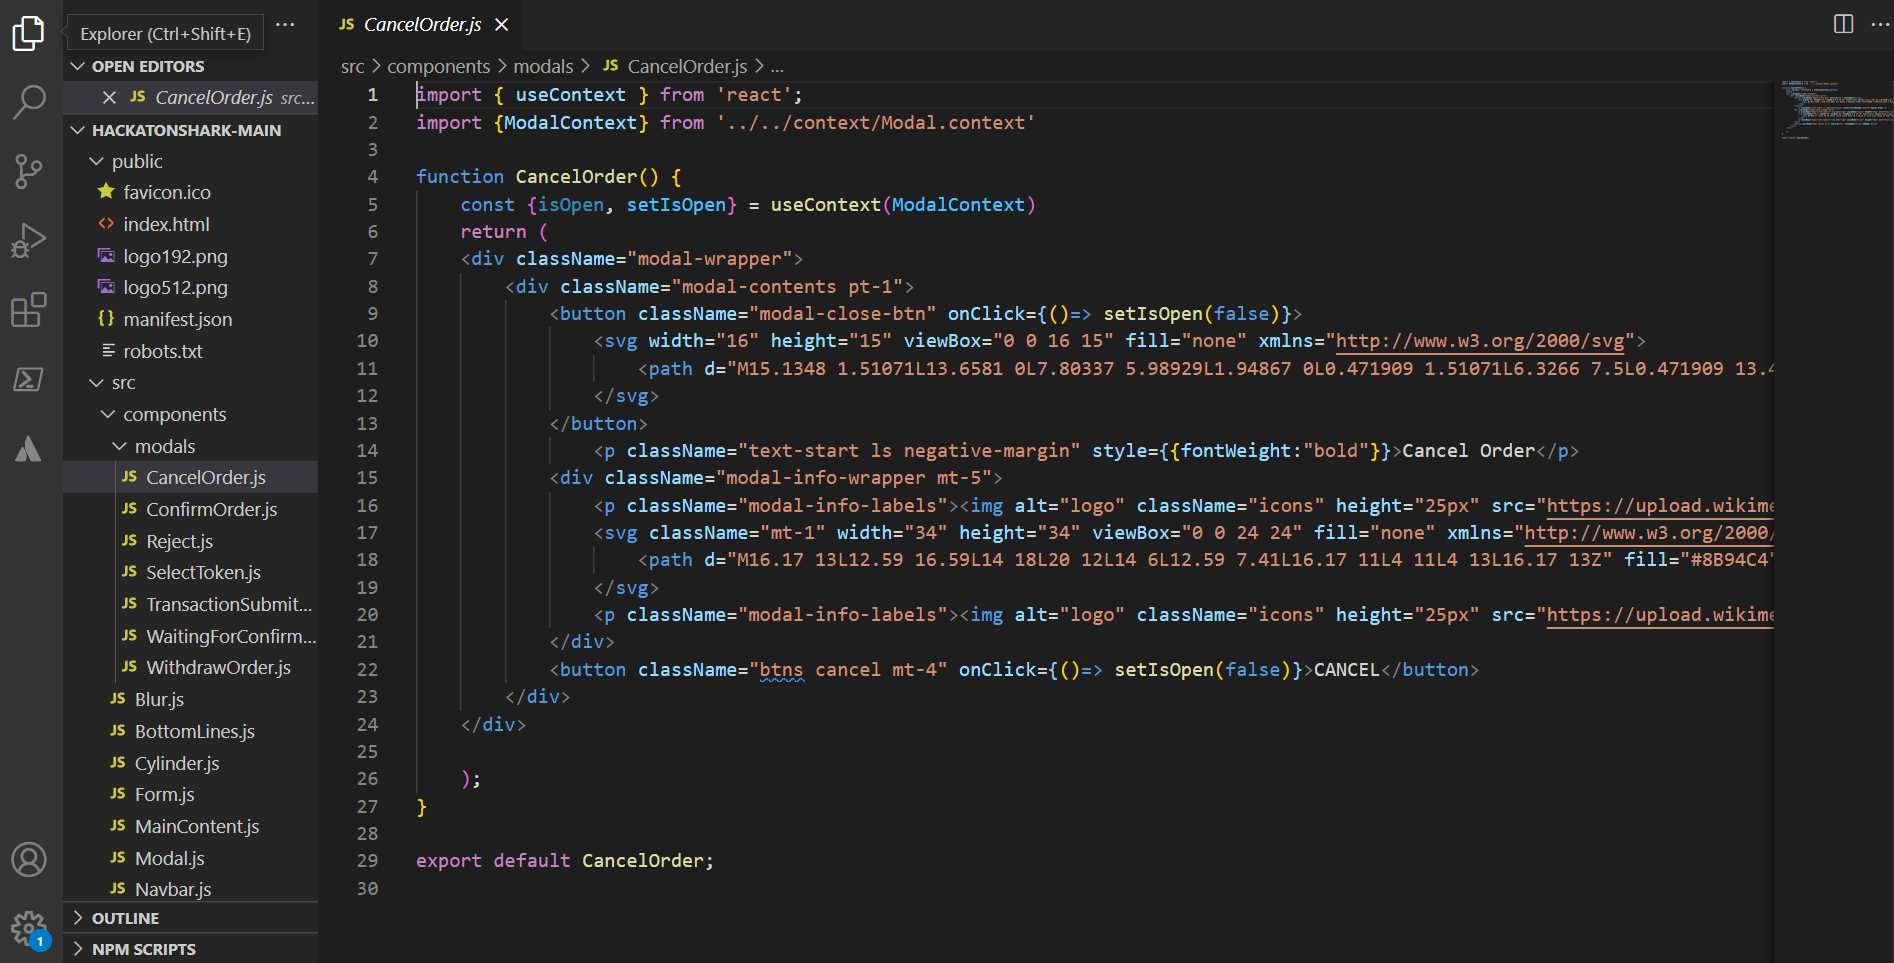 Explorer (Ctrl+Shift+E)
OPEN EDITORS
JS CancelOrder.js src...
HACKATONSHARK-MAIN
public
favicon.ico
index.html
logo192.png
logo512.png
manifest.json
robots.txt
src
components
modals
JS CancelOrder.js
JS ConfirmOrder.js
JS Reject.js
JS SelectToken.js
JS TransactionSubmit...
JS WaitingForConfirm...
JS WithdrawOrder.js
JS Blur.js
JS BottomLines.js
JS Cylinder.js
JS Form.js
JS MainContent.js
JS Modal.js
JS Navbar.js
OUTLINE
NPM SCRIPTS
1
JS CancelOrder.js
src > components > modals > JS CancelOrder.js > ...
1 import { useContext } from 'react';
2 import {ModalContext} from '../../context/Modal.context'
3
4 function CancelOrder() {
5 const {isOpen, setIsOpen} = useContext(ModalContext)
6 return (
7 <div className="modal-wrapper">
8 <div className="modal-contents pt-1">
9 <button className="modal-close-btn" onClick={()=> setIsOpen(false)}>
10 <svg width="16" height="15" viewBox="0 0 16 15" fill="none" xmlns="http://www.w3.org/2000/svg">
11 <path d="M15.1348 1.51071L13.6581 0L7.80337 5.98929L1.94867 0L0.471909 1.51071L6.3266 7.5L0.471909 13.4
12 </svg>
13 </button>
14 <p className="text-start ls negative-margin" style={{fontWeight:"bold"}}>Cancel Order</p>
15 <div className="modal-info-wrapper mt-5">
16 <p className="modal-info-labels"><img alt="logo" className="icons" height="25px" src="https://upload.wikime
17 <svg className="mt-1" width="34" height="34" viewBox="0 0 24 24" fill="none" xmlns="http://www.w3.org/2000/
18 <path d="M16.17 13L12.59 16.59L14 18L20 12L14 6L12.59 7.41L16.17 11L4 11L4 13L16.17 13Z" fill="#8B94C4"
19 </svg>
20 <p className="modal-info-labels"><img alt="logo" className="icons" height="25px" src="https://upload.wikime
21 </div>
22 <button className="btns cancel mt-4" onClick={()=> setIsOpen(false)}>CANCEL</button>
23 </div>
24 </div>
25
26 );
27 }
28
29 export default CancelOrder;
30